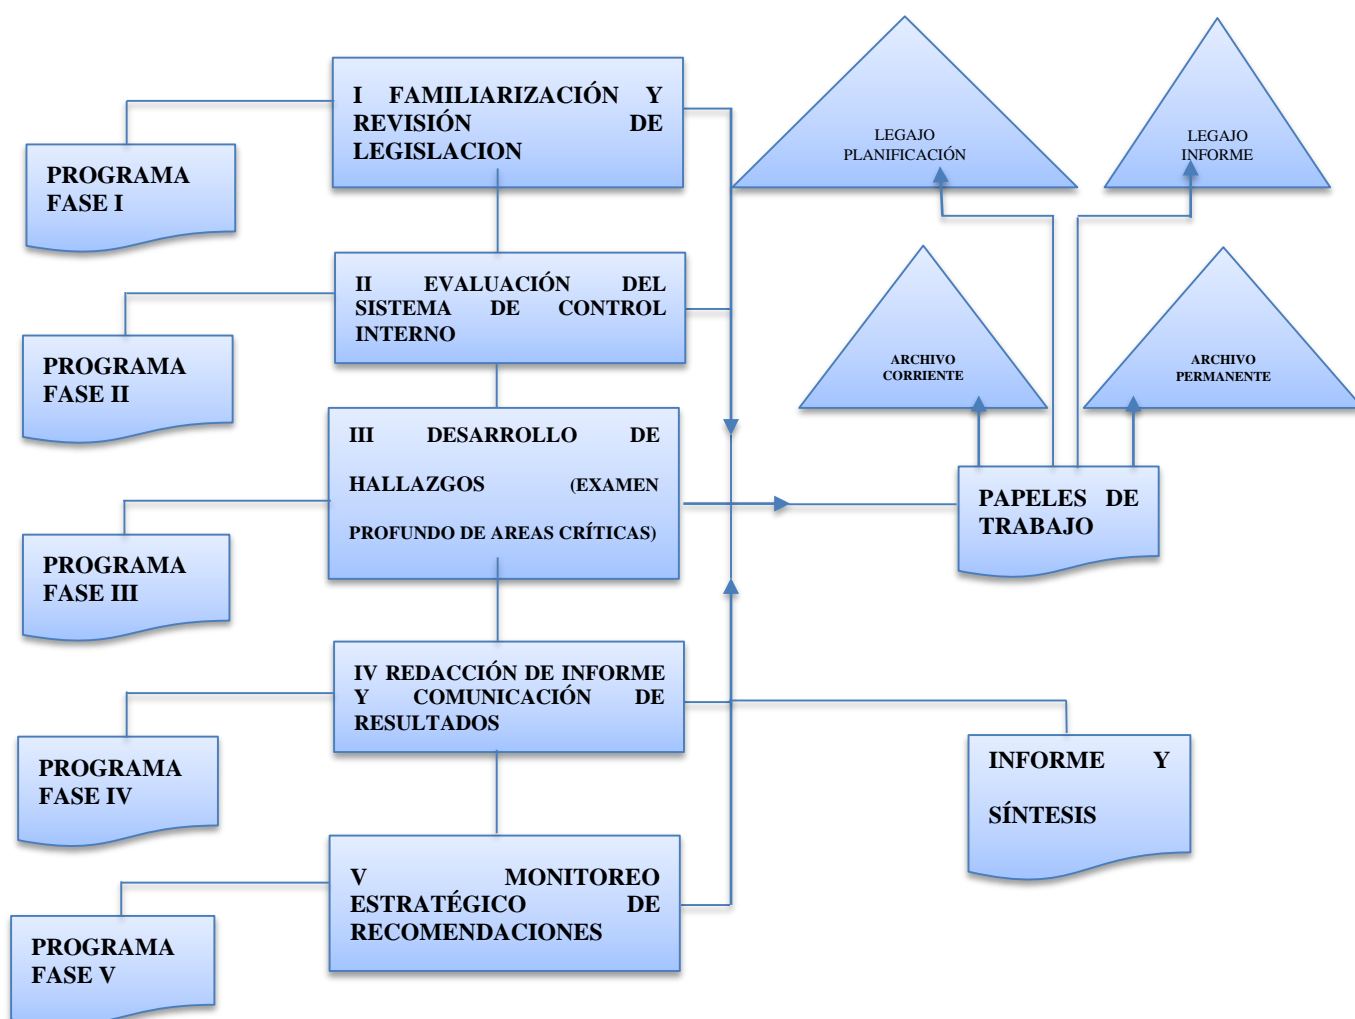 I FAMILIARIZACIÓN Y
REVISIÓN DE
LEGISLACION
PROGRAMA
FASE I
LEGAJO
PLANIFICACIÓN
LEGAJO
INFORME
II EVALUACIÓN DEL
SISTEMA DE CONTROL
INTERNO
PROGRAMA
FASE II
ARCHIVO
CORRIENTE
ARCHIVO
PERMANENTE
III DESARROLLO DE
HALLAZGOS (EXAMEN
PROFUNDO DE AREAS CRÍTICAS)
PROGRAMA
FASE III
PAPELES DE
TRABAJO
IV REDACCIÓN DE INFORME
Y COMUNICACIÓN DE
RESULTADOS
PROGRAMA
FASE IV
INFORME Y
SÍNTESIS
V MONITOREO
ESTRATÉGICO DE
RECOMENDACIONES
PROGRAMA
FASE V